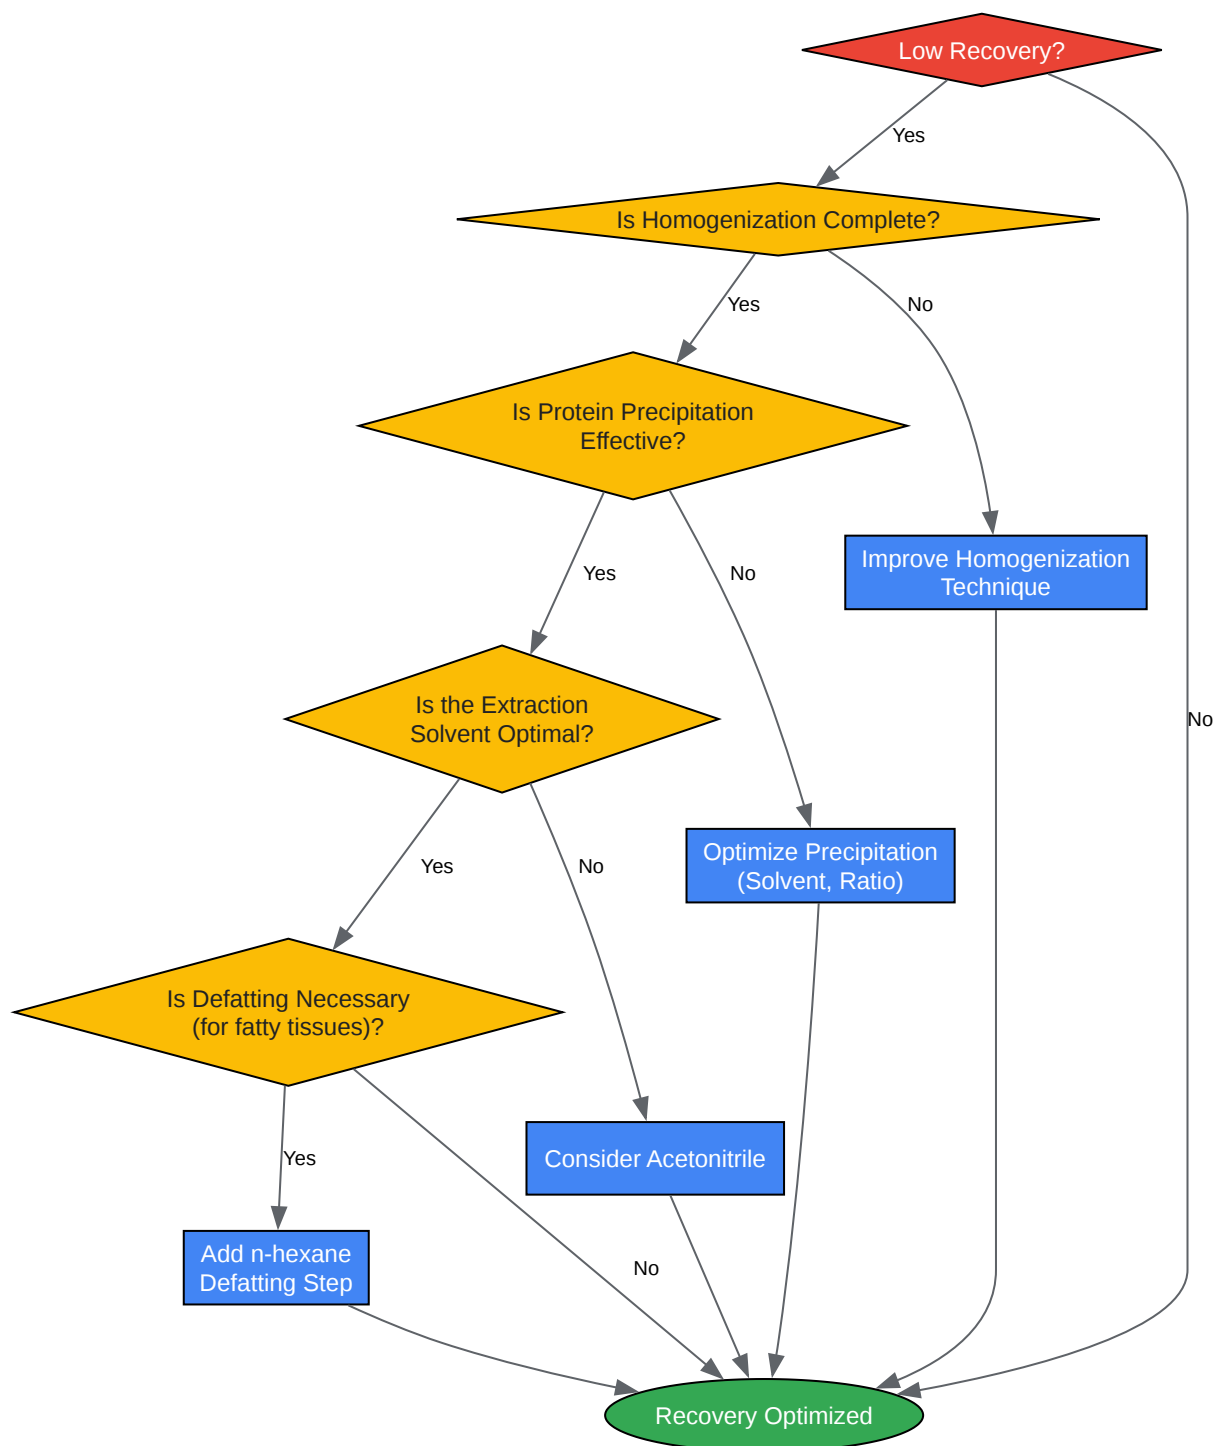 Low Recovery?
Yes
Is Homogenization Complete?
Yes
No
Is Protein Precipitation
Effective?
Improve Homogenization
Technique
Yes
No
Is the Extraction
Solvent Optimal?
No
Optimize Precipitation
(Solvent, Ratio)
Yes
No
Is Defatting Necessary
(for fatty tissues)?
Consider Acetonitrile
Yes
Add n-hexane
Defatting Step
No
Recovery Optimized